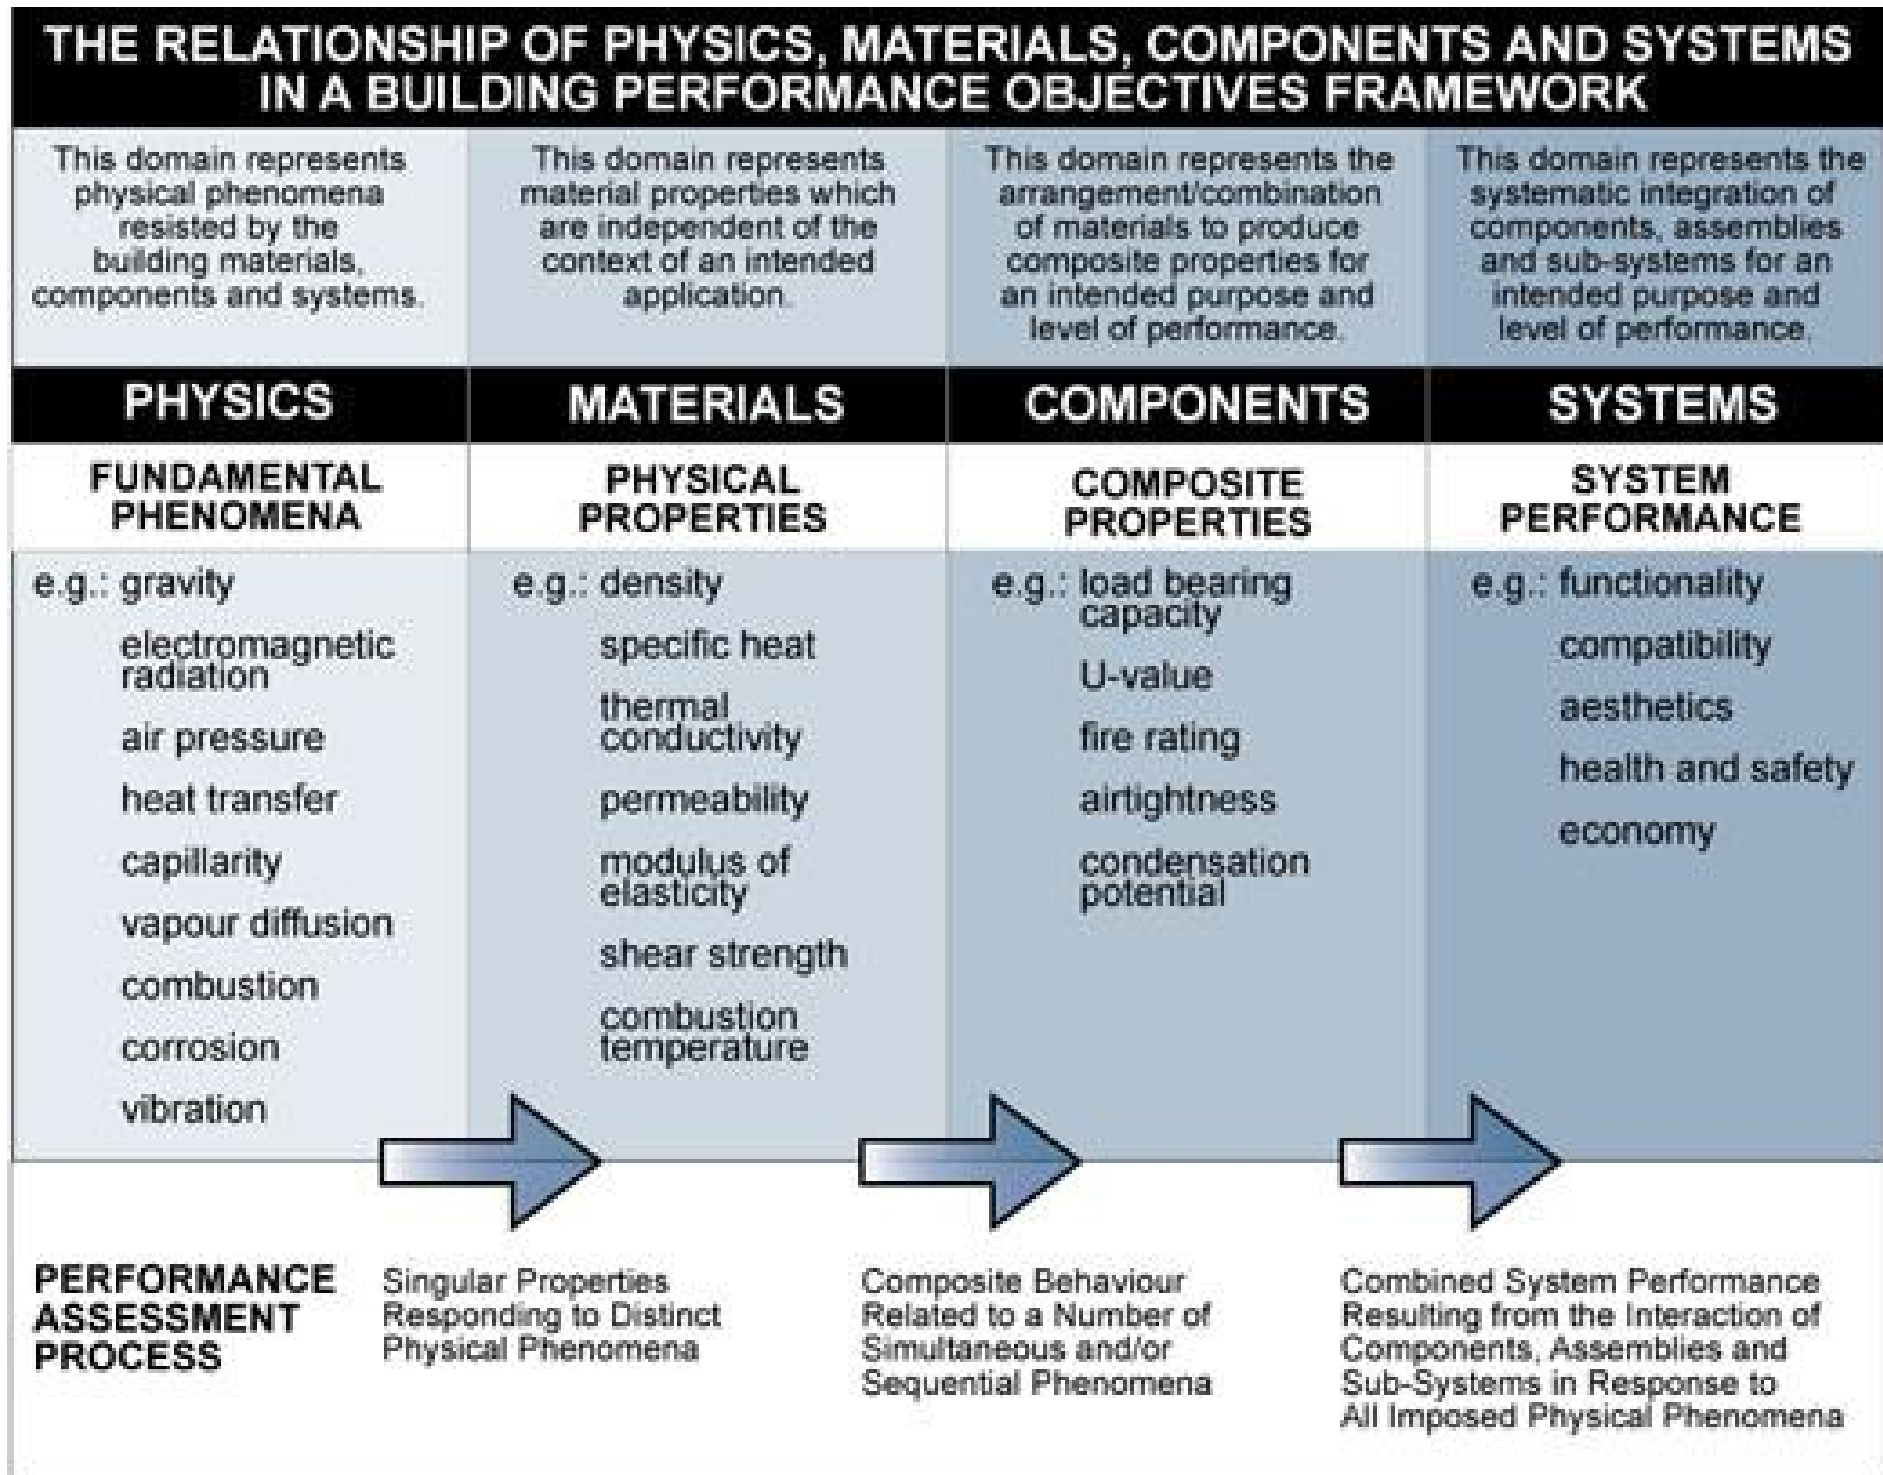 THE RELATIONSHIP OF PHYSICS, MATERIALS, COMPONENTS AND SYSTEMS
IN A BUILDING PERFORMANCE OBJECTIVES FRAMEWORK
This domain represents
physical phenomena
resisted by the
building materials,
components and systems.
This domain represents
material properties which
are independent of the
context of an intended
application.
This domain represents the
arrangement/combination
of materials to produce
composite properties for
an intended purpose and
level of performance.
This domain represents the
systematic integration of
components, assemblies
and sub-systems for an
intended purpose and
level of performance.
PHYSICS
MATERIALS
COMPONENTS
SYSTEMS
FUNDAMENTAL
PHENOMENA
PHYSICAL
PROPERTIES
COMPOSITE
PROPERTIES
SYSTEM
PERFORMANCE
e.g.: gravity
electromagnetic
radiation
air pressure
heat transfer
capillarity
vapour diffusion
combustion
corrosion
vibration
e.g.: density
specific heat
thermal
conductivity
permeability
modulus of
elasticity
shear strength
combustion
temperature
e.g.: load bearing
capacity
U-value
fire rating
airtightness
condensation
potential
e.g.: functionality
compatibility
aesthetics
health and safety
economy
PERFORMANCE
ASSESSMENT
PROCESS
Singular Properties
Responding to Distinct
Physical Phenomena
Composite Behaviour
Related to a Number of
Simultaneous and/or
Sequential Phenomena
Combined System Performance
Resulting from the Interaction of
Components, Assemblies and
Sub-Systems in Response to
All Imposed Physical Phenomena